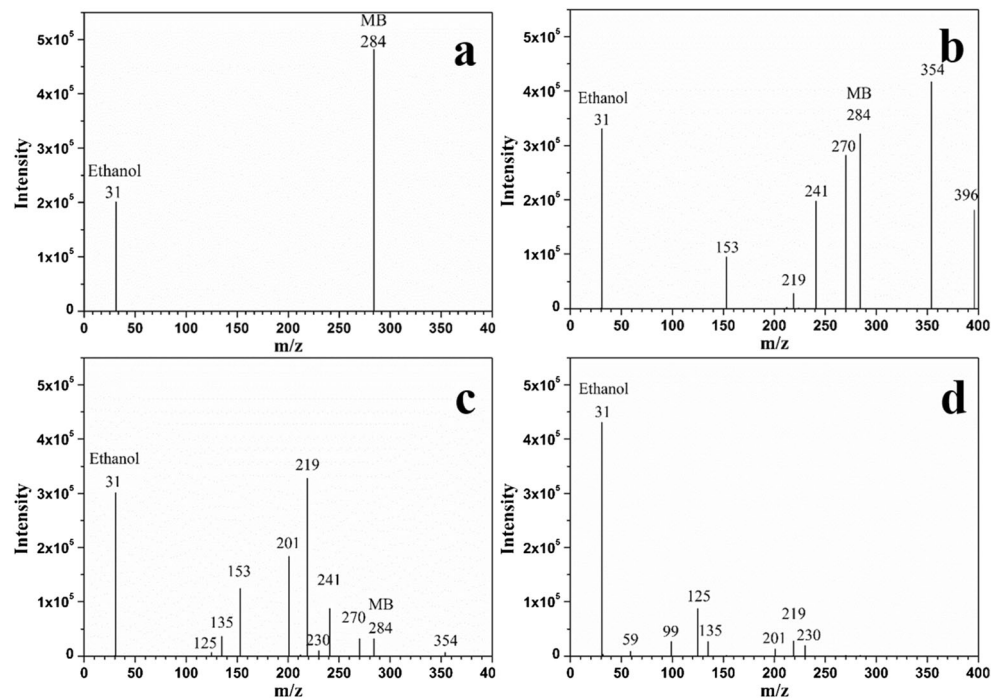 a
MB
284
Ethanol
31
Intensity
5x10⁵
4x10⁵
3x10⁵
2x10⁵
1x10⁵
0
0 50 100 150 200 250 300 350 40
m/z
b
354
Ethanol
31
MB
284
270
396
241
153
219
Intensity
5x10⁵
4x10⁵
3x10⁵
2x10⁵
1x10⁵
0
0 50 100 150 200 250 300 350 400
m/z
c
Ethanol
31
219
201
153
241
MB
270
284
135
125
230
354
Intensity
5x10⁵
4x10⁵
3x10⁵
2x10⁵
1x10⁵
0
0 50 100 150 200 250 300 350 40
m/z
d
Ethanol
31
125
219
59
99
135
201
230
Intensity
5x10⁵
4x10⁵
3x10⁵
2x10⁵
1x10⁵
0
0 50 100 150 200 250 300 350 400
m/z